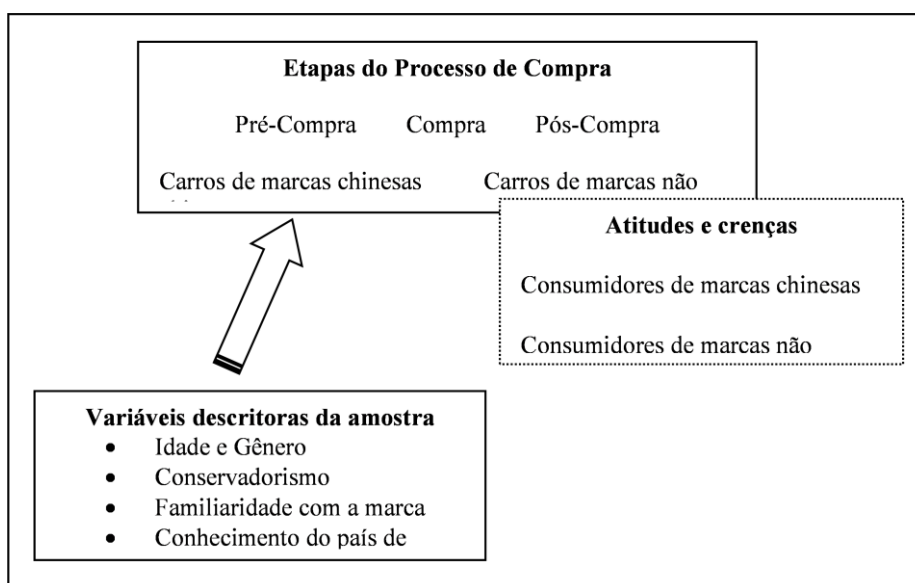 Etapas do Processo de Compra
Pré-Compra Compra Pós-Compra
Carros de marcas chinesas Carros de marcas não
Atitudes e crenças
Consumidores de marcas chinesas
Consumidores de marcas não
Variáveis descritoras da amostra
• Idade e Gênero
• Conservadorismo
• Familiaridade com a marca
• Conhecimento do país de